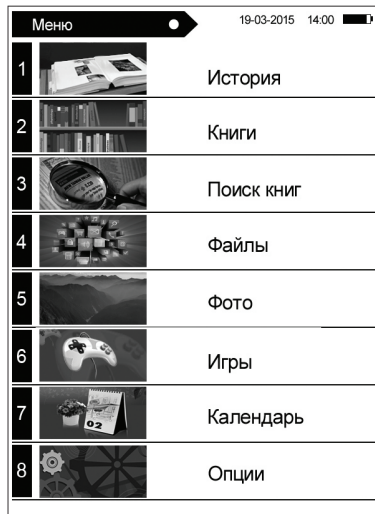 Меню 19-03-2015 14:00
1 История
2 Книги
3 Поиск книг
4 Файлы
5 Фото
6 Игры
7 Календарь
02
8 Опции